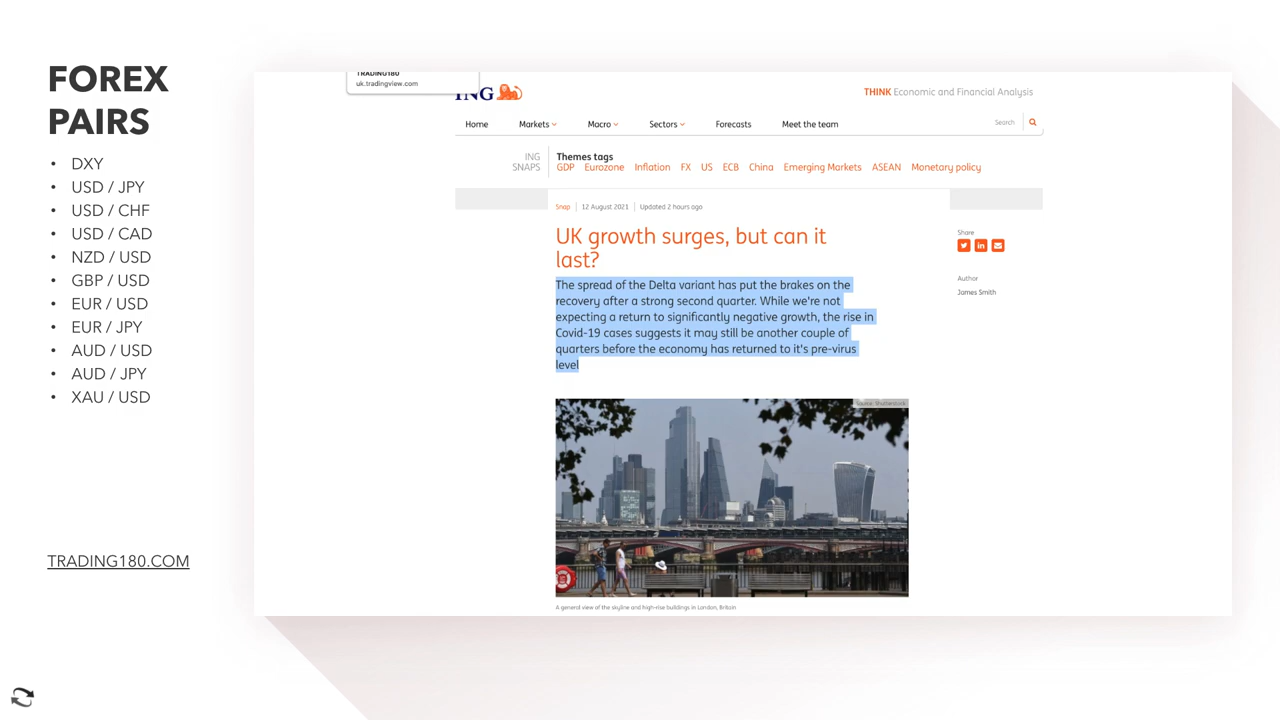 FOREX
PAIRS
• DXY
• USD / JPY
• USD / CHF
• USD / CAD
• NZD / USD
• GBP / USD
• EUR / USD
• EUR / JPY
• AUD / USD
• AUD / JPY
• XAU / USD
TRADING180.COM
TRADING180
uk.tradingview.com
ING
THINK Economic and Financial Analysis
Home Markets Macro Sectors Forecasts Meet the team Search
ING
SNAPS
Themes tags
GDP Eurozone Inflation FX US ECB China Emerging Markets ASEAN Monetary policy
Snap | 12 August 2021 | Updated 2 hours ago
UK growth surges, but can it
last?
The spread of the Delta variant has put the brakes on the
recovery after a strong second quarter. While we're not
expecting a return to significantly negative growth, the rise in
Covid-19 cases suggests it may still be another couple of
quarters before the economy has returned to it's pre-virus
level
Share
Author
James Smith
Source: Shutterstock
A general view of the skyline and high-rise buildings in London, Britain